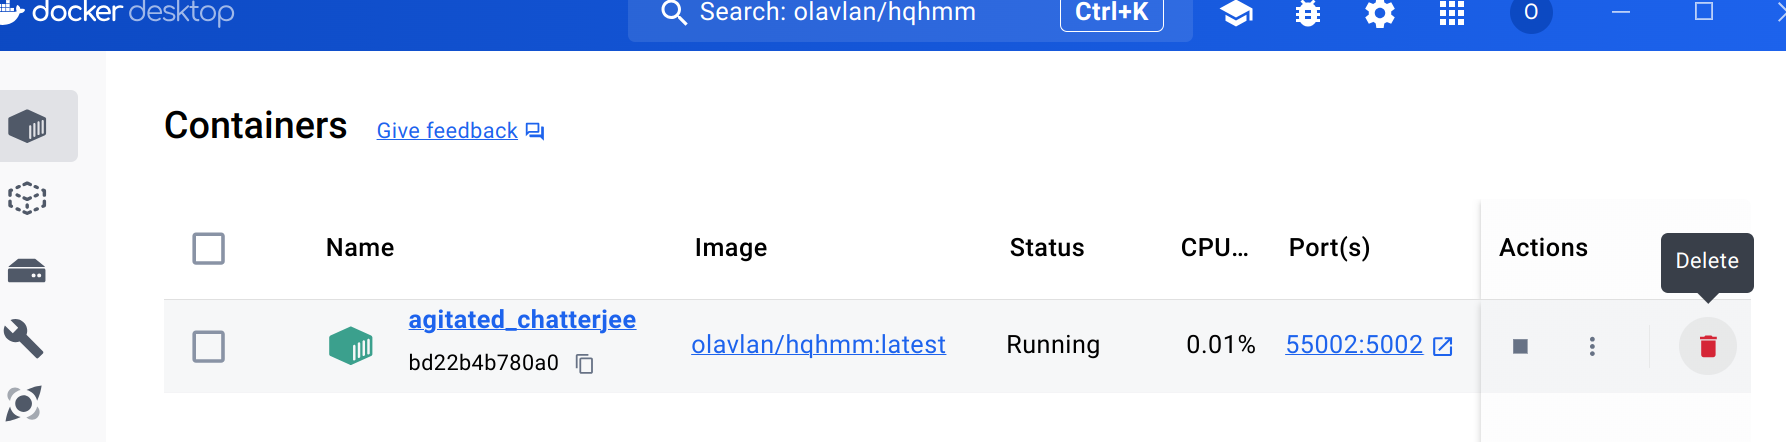 docker desktop
Search: olavlan/hqhmm
Ctrl+K
O
Containers
Give feedback
Name
Image
Status
CPU...
Port(s)
Actions
Delete
agitated_chatterjee
bd22b4b780a0
olavlan/hqhmm:latest
Running
0.01%
55002:5002